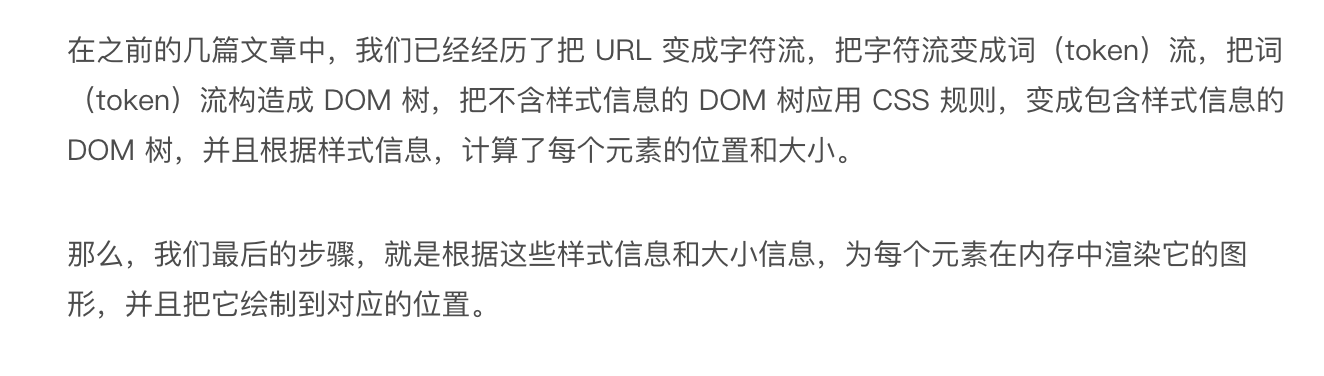 在之前的几篇文章中，我们已经经历了把 URL 变成字符流，把字符流变成词（token）流，把词
（token）流构造成 DOM 树，把不含样式信息的 DOM 树应用 CSS 规则，变成包含样式信息的
DOM 树，并且根据样式信息，计算了每个元素的位置和大小。
那么，我们最后的步骤，就是根据这些样式信息和大小信息，为每个元素在内存中渲染它的图
形，并且把它绘制到对应的位置。